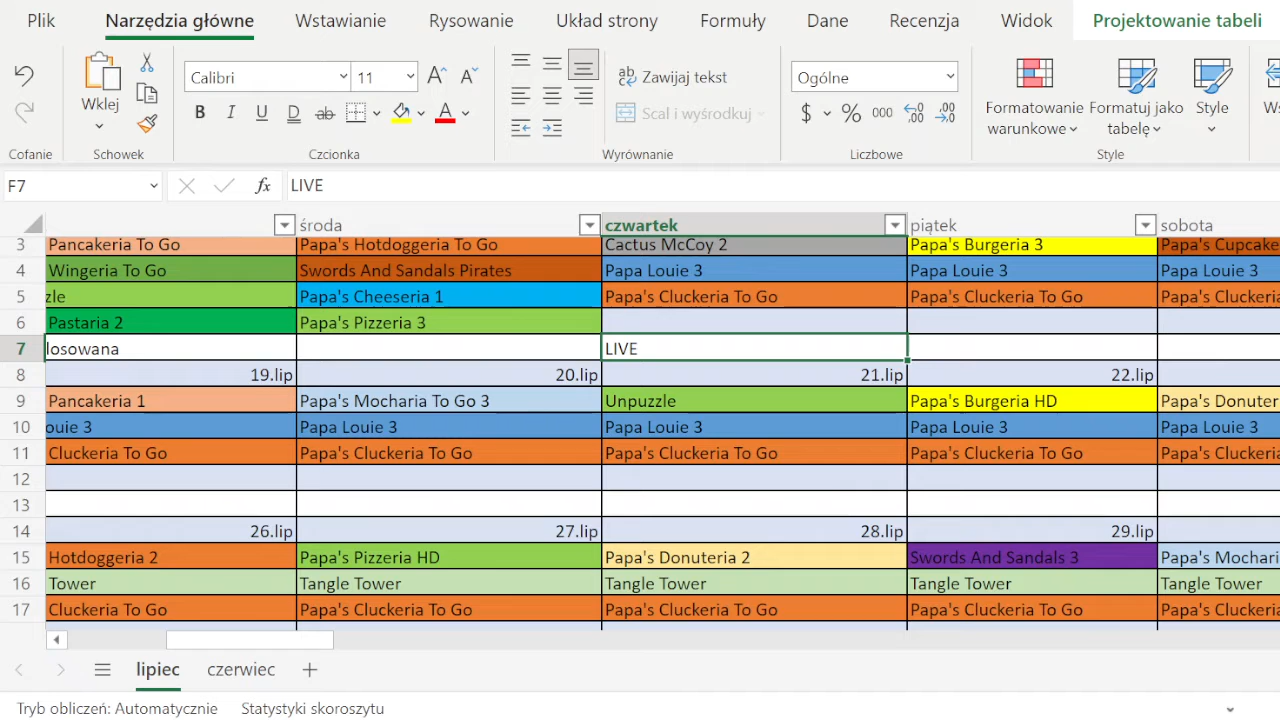 Plik Narzędzia główne Wstawianie Rysowanie Układ strony Formuły Dane Recenzja Widok Projektowanie tabeli
Calibri 11 Zawijaj tekst Ogólne
Wklej B I U D ab Scal i wyśrodkuj $ % 000 Formatowanie warunkowe Formatuj jako tabelę Style
Cofanie Schowek Czcionka Wyrównanie Liczbowe Style
F7 fx LIVE
środa czwartek piątek sobota
3 Pancakeria To Go Papa's Hotdoggeria To Go Cactus McCoy 2 Papa's Burgeria 3 Papa's Cupcake
4 Wingeria To Go Swords And Sandals Pirates Papa Louie 3 Papa Louie 3 Papa Louie 3
5 zle Papa's Cheeseria 1 Papa's Cluckeria To Go Papa's Cluckeria To Go Papa's Cluckeria
6 Pastaria 2 Papa's Pizzeria 3
7 losowana LIVE
8 19.lip 20.lip 21.lip 22.lip
9 Pancakeria 1 Papa's Mocharia To Go 3 Unpuzzle Papa's Burgeria HD Papa's Donuter
10 ouie 3 Papa Louie 3 Papa Louie 3 Papa Louie 3 Papa Louie 3
11 Cluckeria To Go Papa's Cluckeria To Go Papa's Cluckeria To Go Papa's Cluckeria To Go Papa's Cluckeria
12
13
14 26.lip 27.lip 28.lip 29.lip
15 Hotdoggeria 2 Papa's Pizzeria HD Papa's Donuteria 2 Swords And Sandals 3 Papa's Mochari
16 Tower Tangle Tower Tangle Tower Tangle Tower Tangle Tower
17 Cluckeria To Go Papa's Cluckeria To Go Papa's Cluckeria To Go Papa's Cluckeria To Go Papa's Cluckeria
lipiec czerwiec
Tryb obliczeń: Automatycznie Statystyki skoroszytu